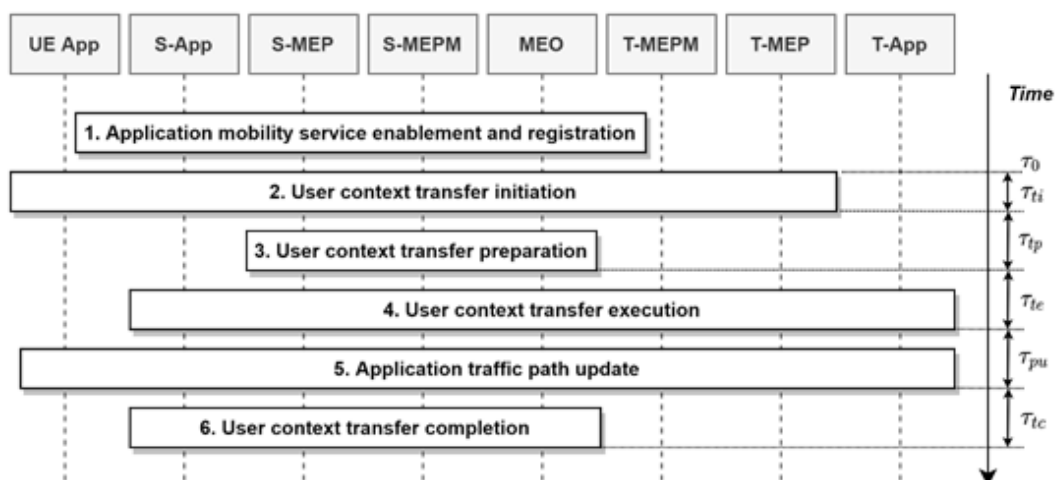 UE App S-App S-MEP S-MEPM MEO T-MEPM T-MEP T-App
Time
1. Application mobility service enablement and registration
τ0
2. User context transfer initiation
τti
3. User context transfer preparation
τtp
4. User context transfer execution
τte
5. Application traffic path update
τpu
6. User context transfer completion
τtc